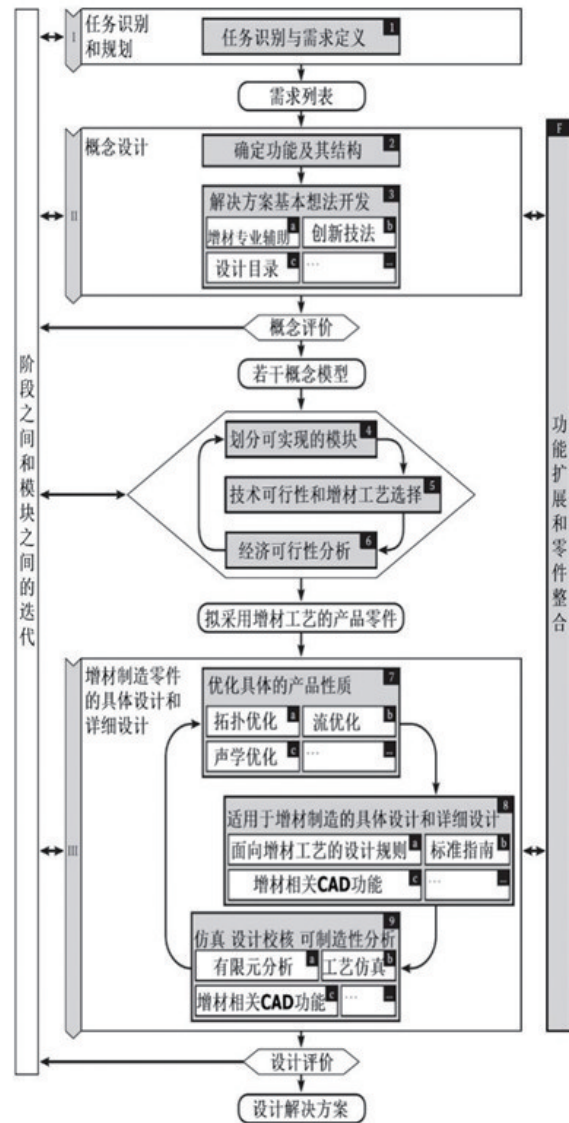 I
任务识别
和规划
任务识别与需求定义
1
需求列表
II
概念设计
确定功能及其结构
2
解决方案基本想法开发
3
增材专业辅助
a
创新技法
b
设计目录
c
...
...
概念评价
若干概念模型
划分可实现的模块
4
技术可行性和增材工艺选择
5
经济可行性分析
6
拟采用增材工艺的产品零件
III
增材制造零件
的具体设计和
详细设计
优化具体的产品性质
7
拓扑优化
a
流优化
b
声学优化
c
...
...
适用于增材制造的具体设计和详细设计
8
面向增材工艺的设计规则
a
标准指南
b
增材相关CAD功能
c
...
...
仿真 设计校核 可制造性分析
9
有限元分析
a
工艺仿真
b
增材相关CAD功能
c
...
...
设计评价
设计解决方案
阶段之间和模块之间的迭代
F
功能扩展和零件整合